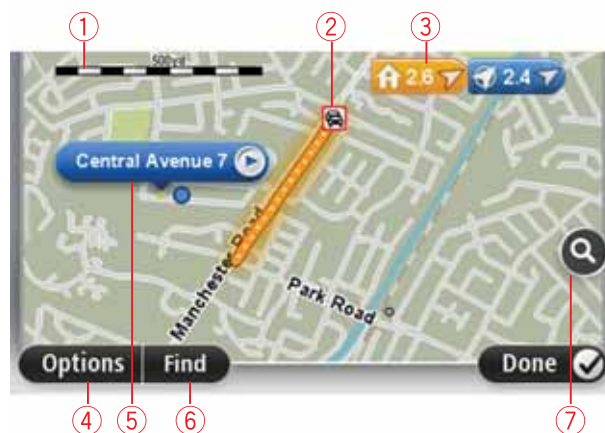 ① ② ③
500yd
2.6 2.4
Central Avenue 7
Manchester Road
Park Road
Options Find Done
④ ⑤ ⑥ ⑦